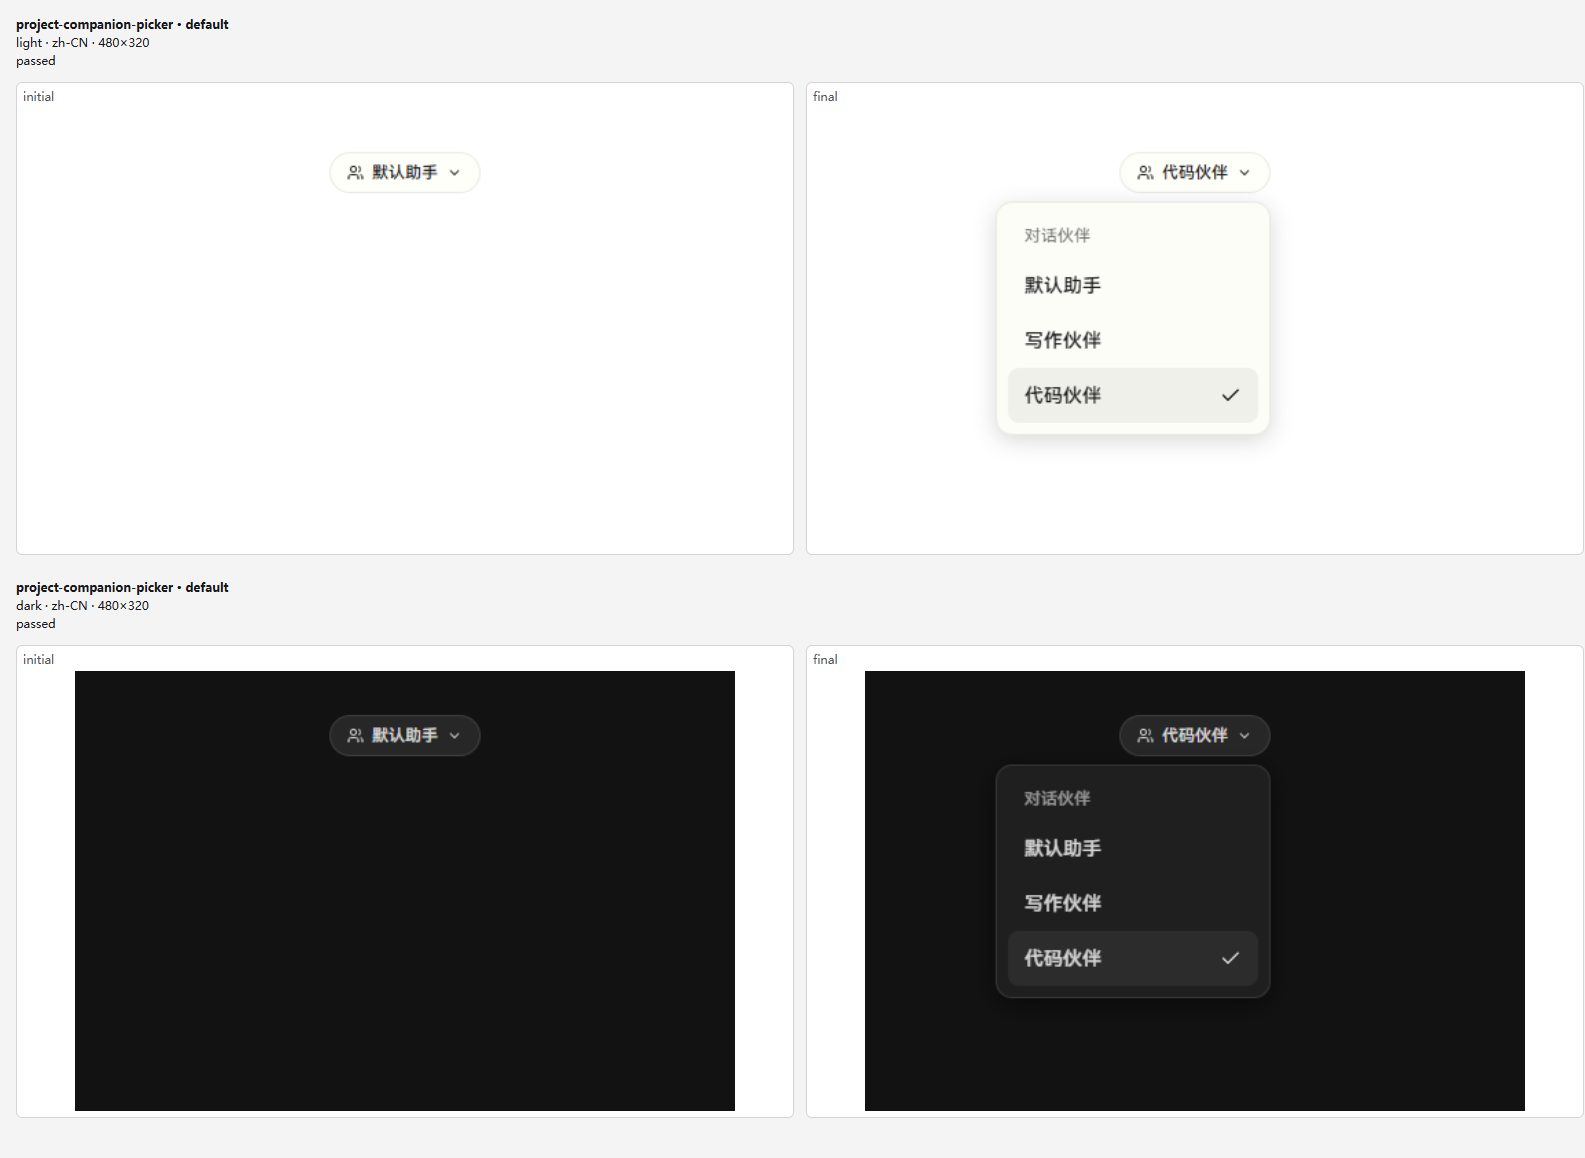 project-companion-picker • default
light · zh-CN · 480×320
passed
initial
默认助手
final
代码伙伴
对话伙伴
默认助手
写作伙伴
代码伙伴
project-companion-picker • default
dark · zh-CN · 480×320
passed
initial
默认助手
final
代码伙伴
对话伙伴
默认助手
写作伙伴
代码伙伴